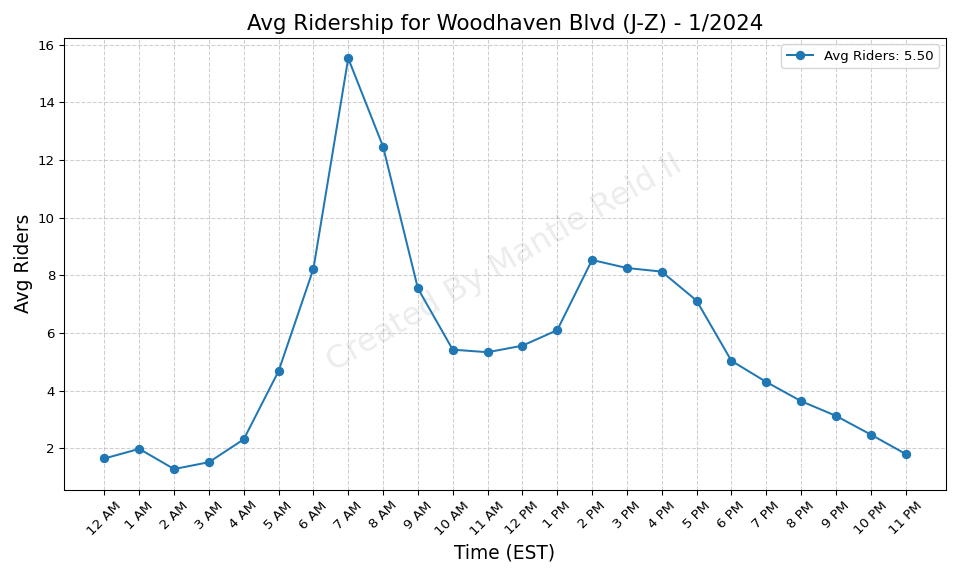 Avg Ridership for Woodhaven Blvd (J-Z) - 1/2024
Avg Riders: 5.50
16
14
12
10
8
6
4
2
Avg Riders
Created By Mantle Reid II
12 AM
1 AM
2 AM
3 AM
4 AM
5 AM
6 AM
7 AM
8 AM
9 AM
10 AM
11 AM
12 PM
1 PM
2 PM
3 PM
4 PM
5 PM
6 PM
7 PM
8 PM
9 PM
10 PM
11 PM
Time (EST)